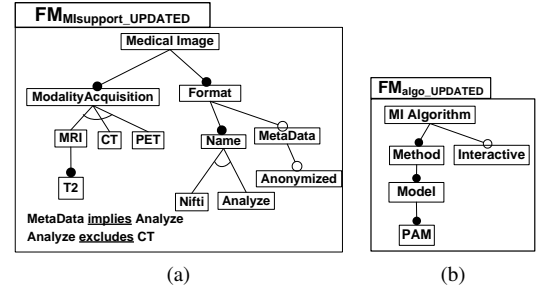 FMMIsupport_UPDATED
Medical Image
ModalityAcquisition
Format
MRI CT PET
Name
MetaData
T2
Anonymized
Nifti
Analyze
MetaData implies Analyze
Analyze excludes CT
(a)
FMalgo_UPDATED
MI Algorithm
Method
Interactive
Model
PAM
(b)